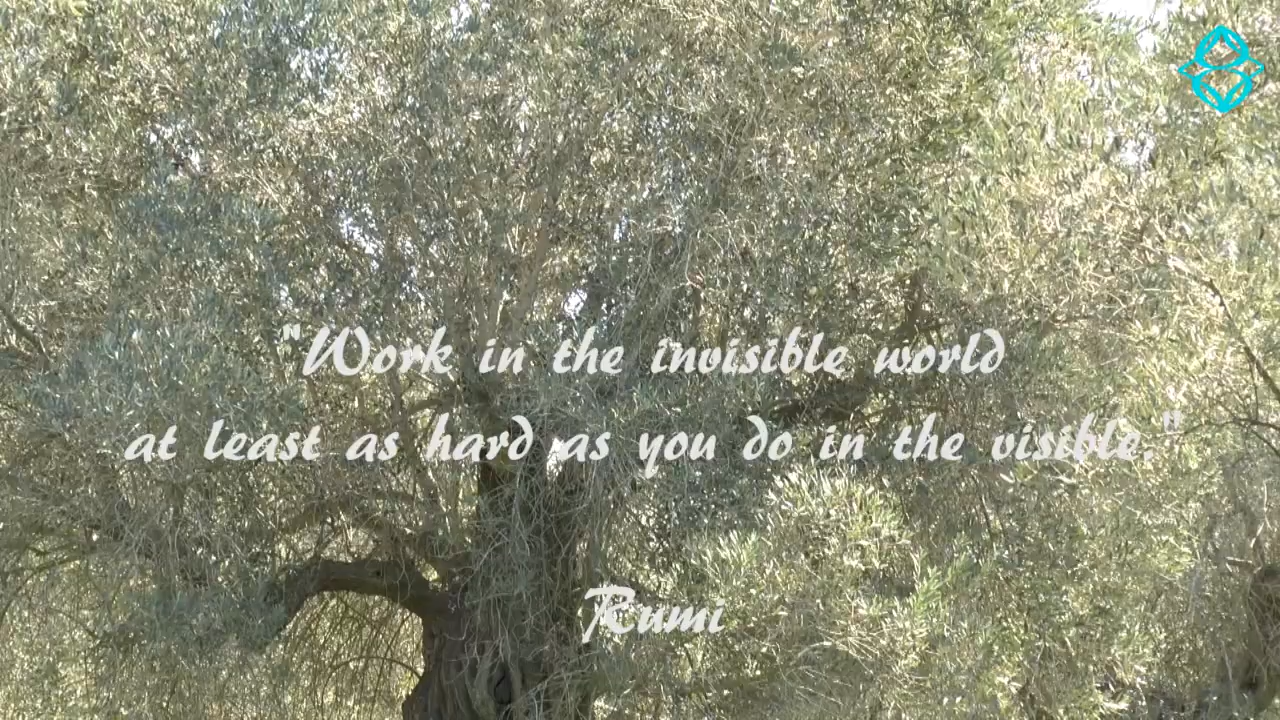 "Work in the invisible world
at least as hard as you do in the visible."
Rumi